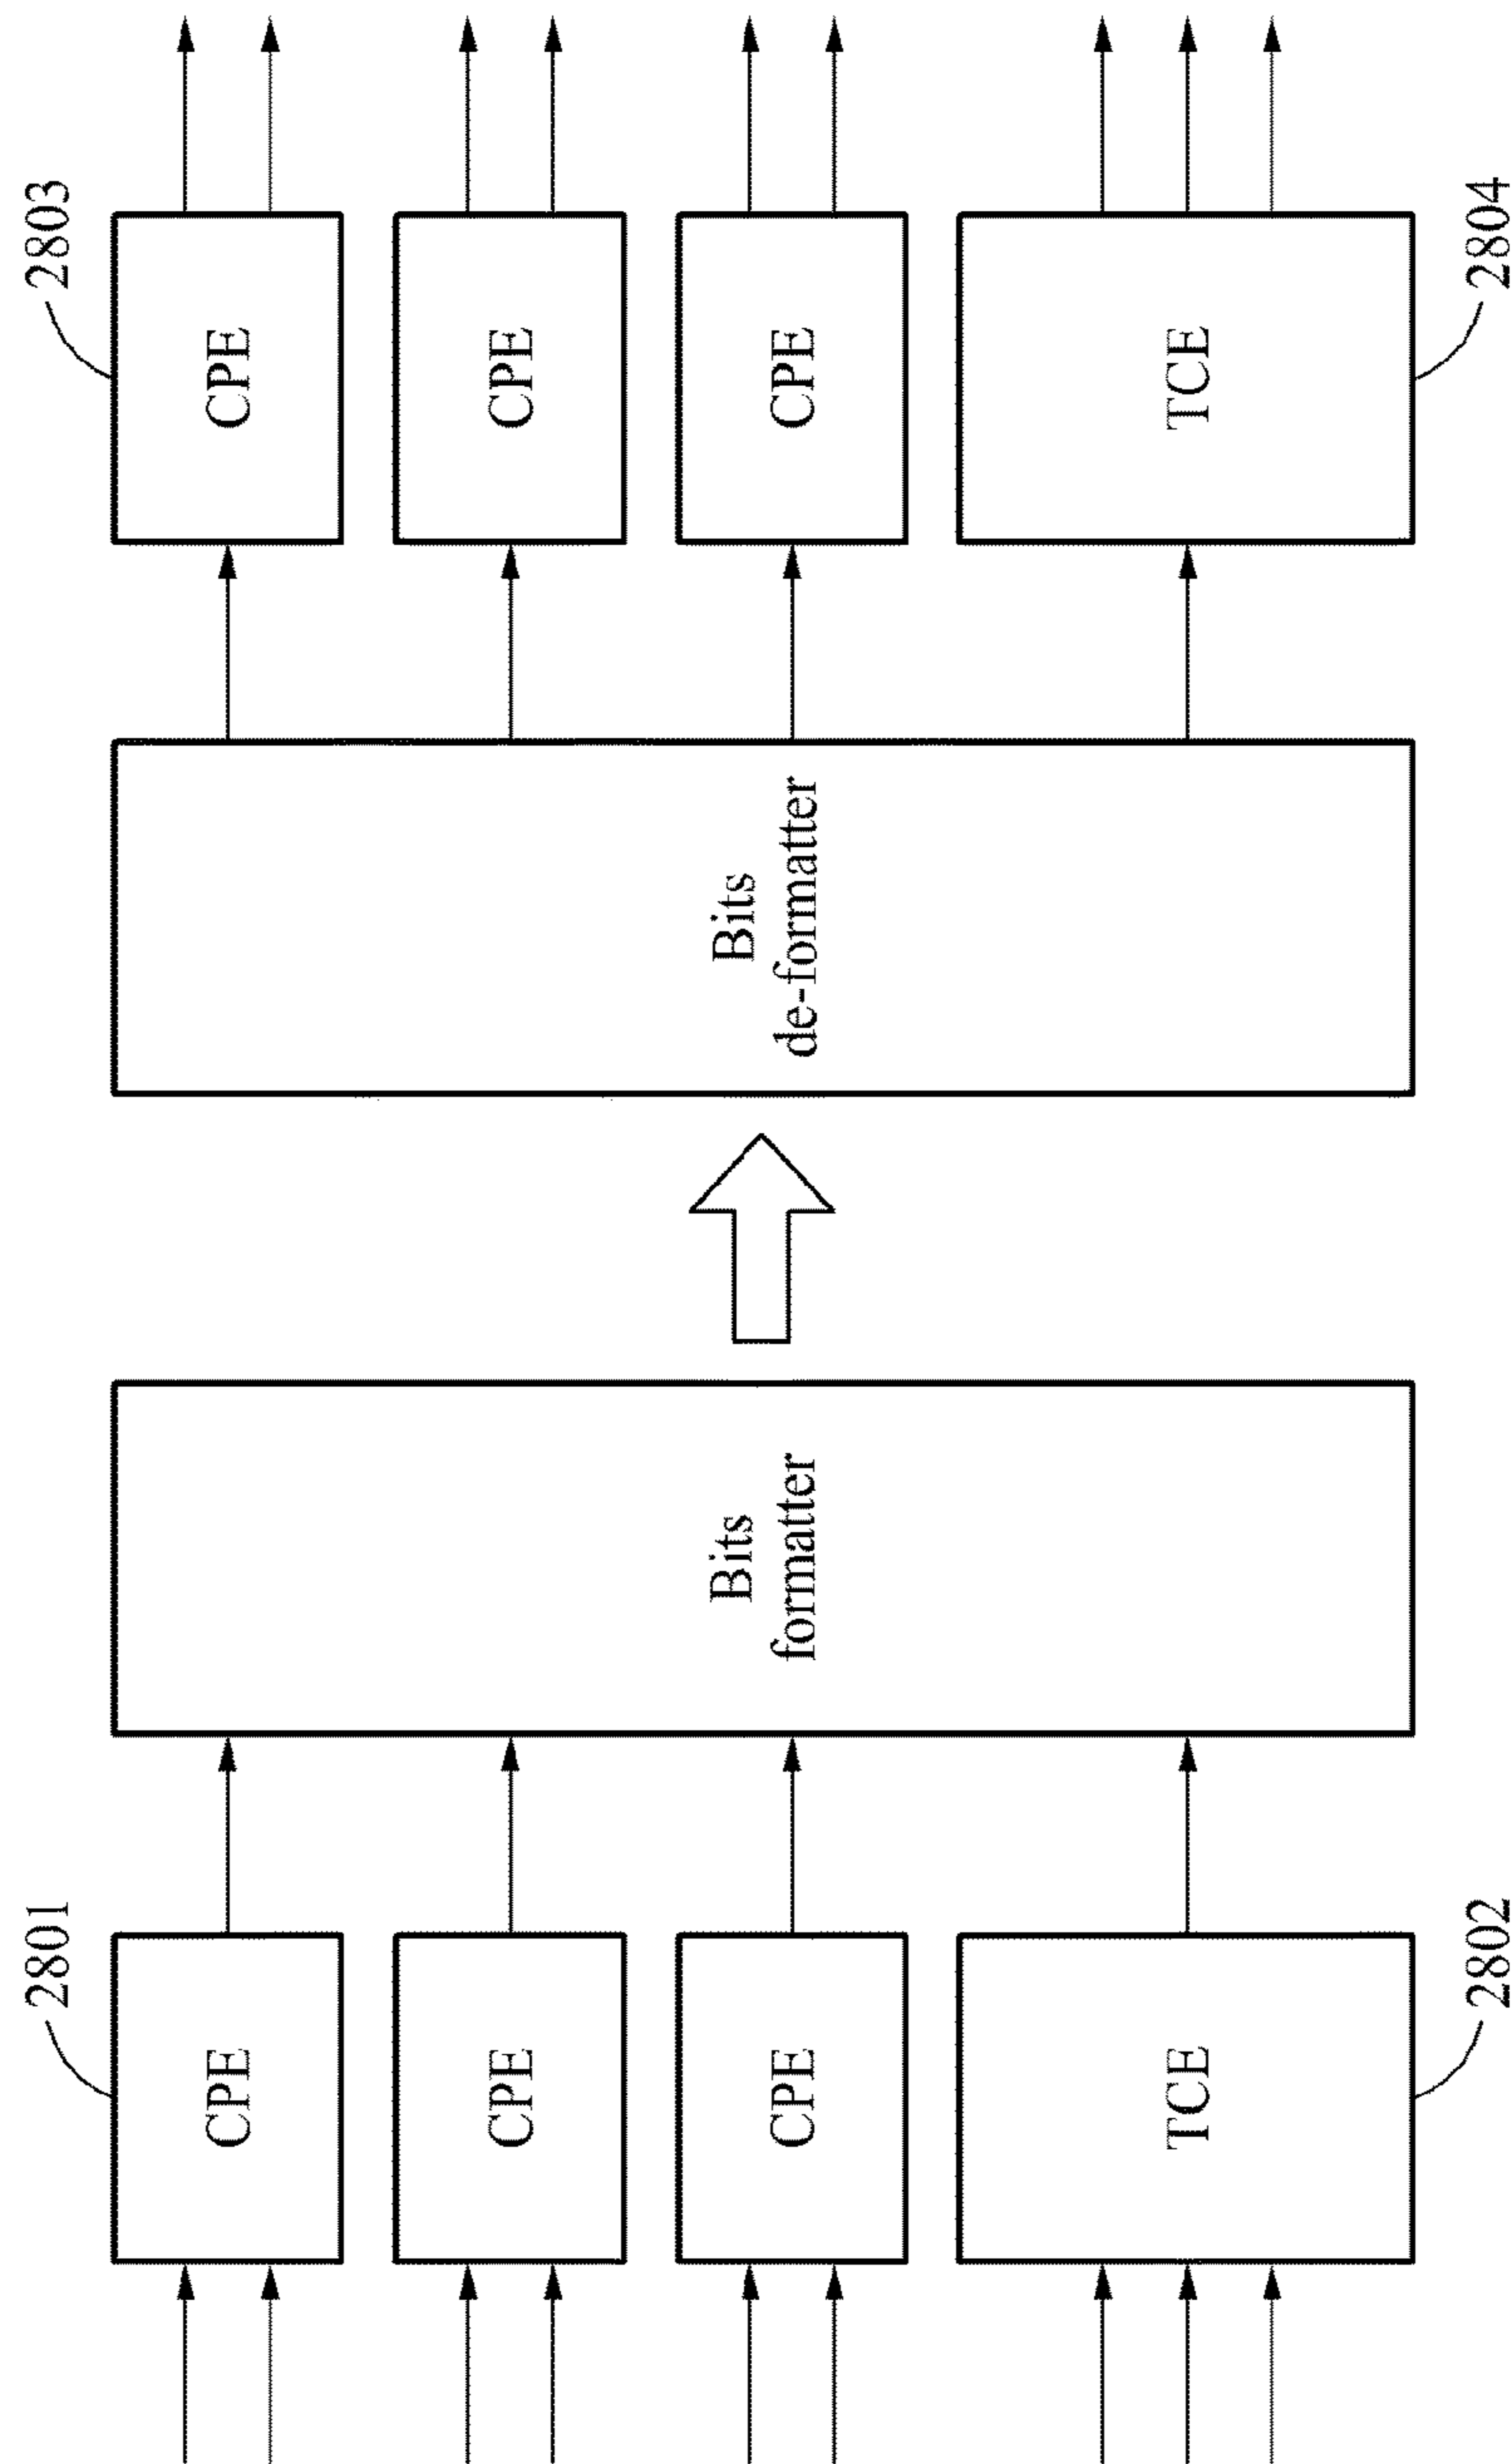 2801
CPE
CPE
CPE
TCE
2802
Bits
formatter
Bits
de-formatter
2803
CPE
CPE
CPE
TCE
2804